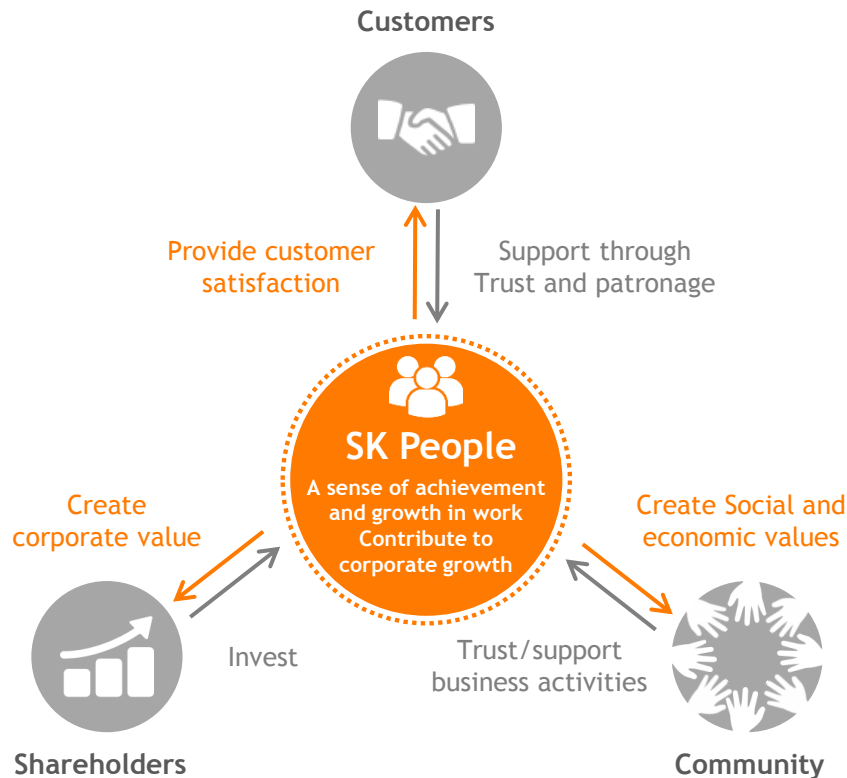 Customers
Provide customer
satisfaction
Support through
Trust and patronage
SK People
A sense of achievement
and growth in work
Contribute to
corporate growth
Create
corporate value
Create Social and
economic values
Invest
Trust/support
business activities
Shareholders
Community